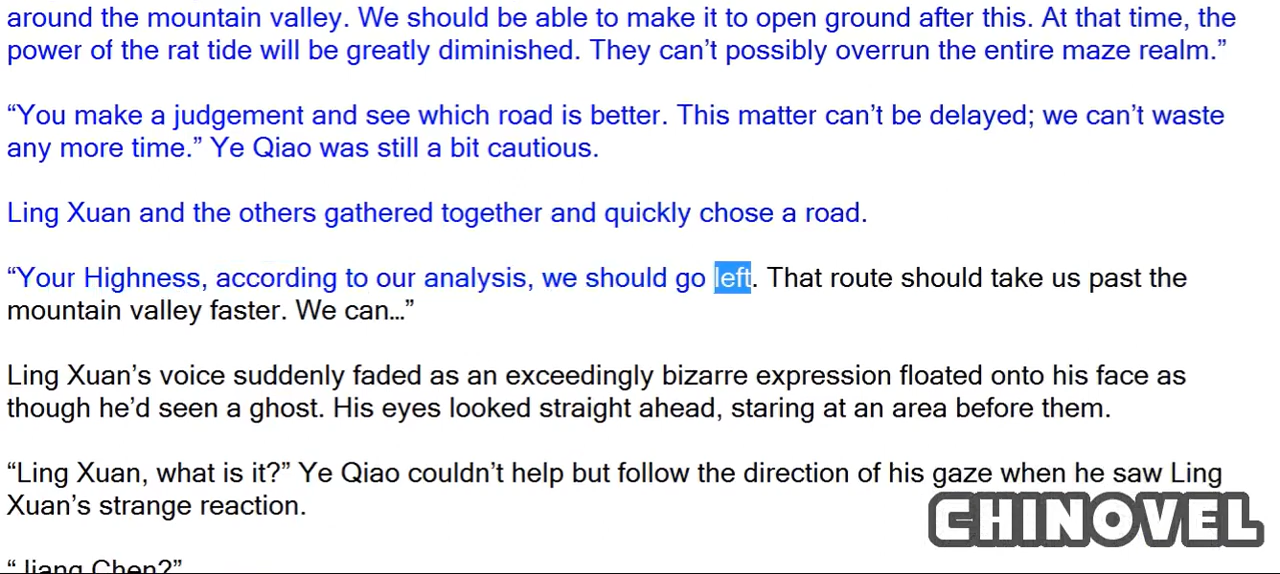 around the mountain valley. We should be able to make it to open ground after this. At that time, the
power of the rat tide will be greatly diminished. They can’t possibly overrun the entire maze realm.”
“You make a judgement and see which road is better. This matter can’t be delayed; we can’t waste
any more time.” Ye Qiao was still a bit cautious.
Ling Xuan and the others gathered together and quickly chose a road.
“Your Highness, according to our analysis, we should go left. That route should take us past the
mountain valley faster. We can…”
Ling Xuan’s voice suddenly faded as an exceedingly bizarre expression floated onto his face as
though he’d seen a ghost. His eyes looked straight ahead, staring at an area before them.
“Ling Xuan, what is it?” Ye Qiao couldn’t help but follow the direction of his gaze when he saw Ling
Xuan’s strange reaction.
CHINOVEL
“Jiang Chen?”